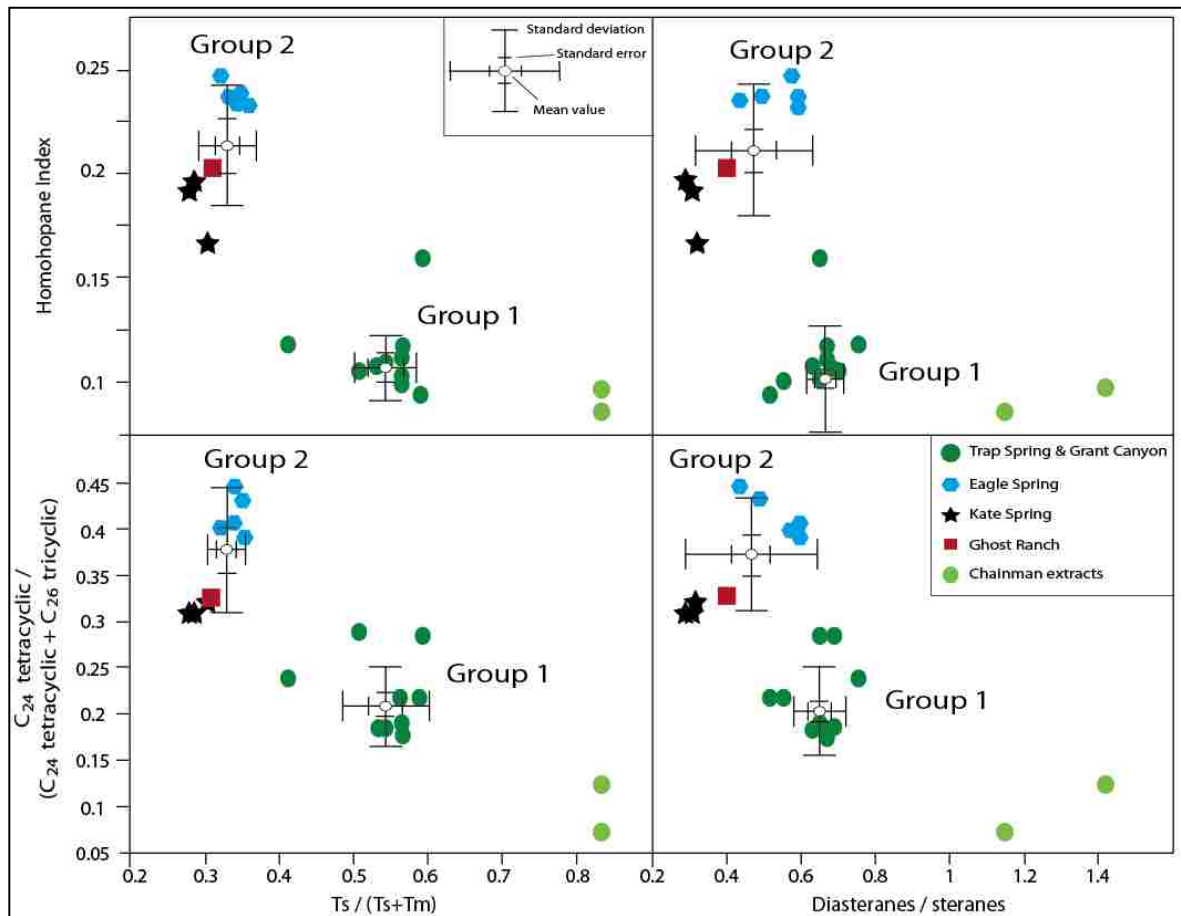 Group 2
Standard deviation
Standard error
Mean value
Group 2
0.25
0.2
0.15
0.1
Homohopane Index
Group 1
Group 1
Group 2
Group 2
Trap Spring & Grant Canyon
Eagle Spring
Kate Spring
Ghost Ranch
Chainman extracts
0.45
0.4
0.35
0.3
0.25
0.2
0.15
0.1
0.05
C24 tetracyclic /
(C24 tetracyclic + C26 tricyclic)
Group 1
Group 1
0.2 0.3 0.4 0.5 0.6 0.7 0.8 0.2 0.4 0.6 0.8 1 1.2 1.4
Ts / (Ts+Tm)
Diasteranes / steranes